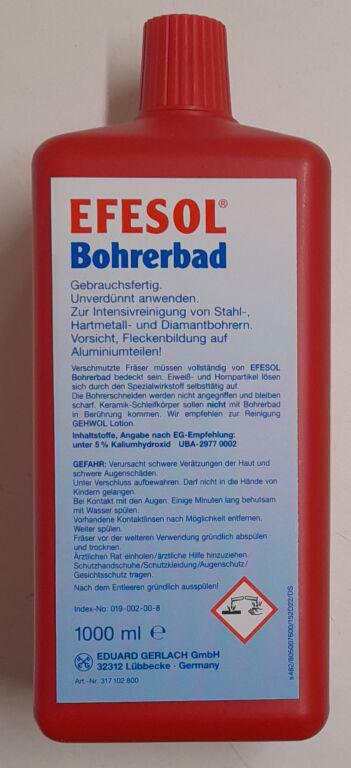 EFESOL®
Bohrerbad
Gebrauchsfertig.
Unverdünnt anwenden.
Zur Intensivreinigung von Stahl-,
Hartmetall- und Diamantbohrern.
Vorsicht, Fleckenbildung auf
Aluminiumteilen!
Verschmutzte Fräser müssen vollständig von EFESOL
Bohrerbad bedeckt sein. Eiweiß- und Hornpartikel lösen
sich durch den Spezialwirkstoff selbsttätig auf.
Die Bohrerschneiden werden nicht angegriffen und bleiben
scharf. Keramik-Schleifkörper sollen nicht mit Bohrerbad
in Berührung kommen. Wir empfehlen zur Reinigung
GEHWOL Lotion.
Inhaltsstoffe, Angabe nach EG-Empfehlung:
unter 5 % Kaliumhydroxid UBA-2977 0002
GEFAHR: Verursacht schwere Verätzungen der Haut und
schwere Augenschäden.
Unter Verschluss aufbewahren. Darf nicht in die Hände von
Kindern gelangen.
Bei Kontakt mit den Augen: Einige Minuten lang behutsam
mit Wasser spülen.
Vorhandene Kontaktlinsen nach Möglichkeit entfernen.
Weiter spülen.
Fräser vor der weiteren Verwendung gründlich abspülen
und trocknen.
Ärztlichen Rat einholen/ärztliche Hilfe hinzuziehen.
Schutzhandschuhe/Schutzkleidung/Augenschutz/
Gesichtsschutz tragen.
Nach dem Entleeren gründlich ausspülen!
Index-No: 019-002-00-8
1000 ml ℮
EDUARD GERLACH GmbH
32312 Lübbecke · Germany
Art.-Nr. 317 102 800